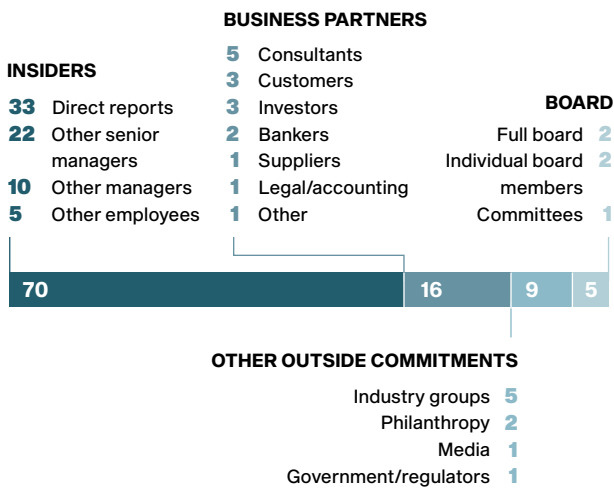 BUSINESS PARTNERS
5 Consultants
3 Customers
3 Investors
2 Bankers
1 Suppliers
1 Legal/accounting
1 Other
INSIDERS
33 Direct reports
22 Other senior
managers
10 Other managers
5 Other employees
BOARD
Full board 2
Individual board 2
members
Committees 1
70 16 9 5
OTHER OUTSIDE COMMITMENTS
Industry groups 5
Philanthropy 2
Media 1
Government/regulators 1